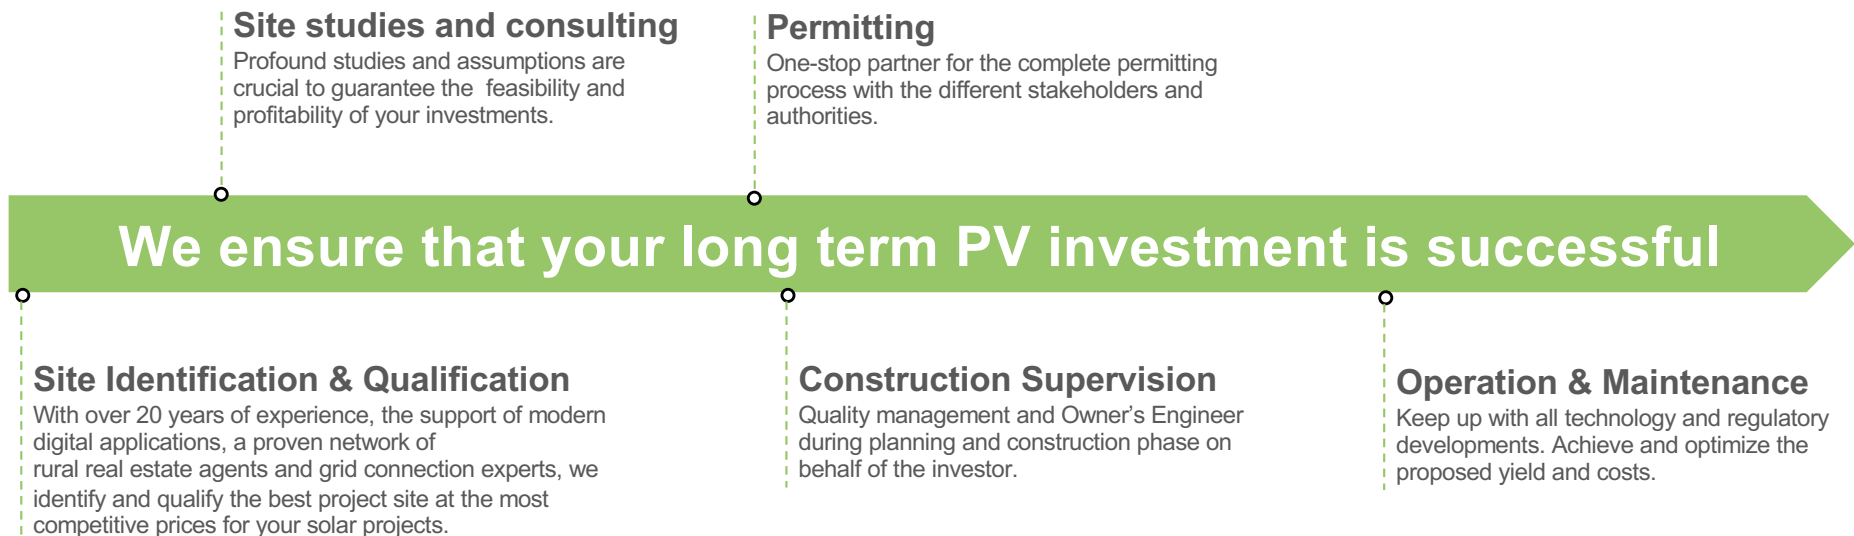 Site studies and consulting
Profound studies and assumptions are
crucial to guarantee the  feasibility and
profitability of your investments.
Permitting
One-stop partner for the complete permitting
process with the different stakeholders and
authorities.
We ensure that your long term PV investment is successful
Site Identification & Qualification
With over 20 years of experience, the support of modern
digital applications, a proven network of
rural real estate agents and grid connection experts, we
identify and qualify the best project site at the most
competitive prices for your solar projects.
Construction Supervision
Quality management and Owner’s Engineer
during planning and construction phase on
behalf of the investor.
Operation & Maintenance
Keep up with all technology and regulatory
developments. Achieve and optimize the
proposed yield and costs.